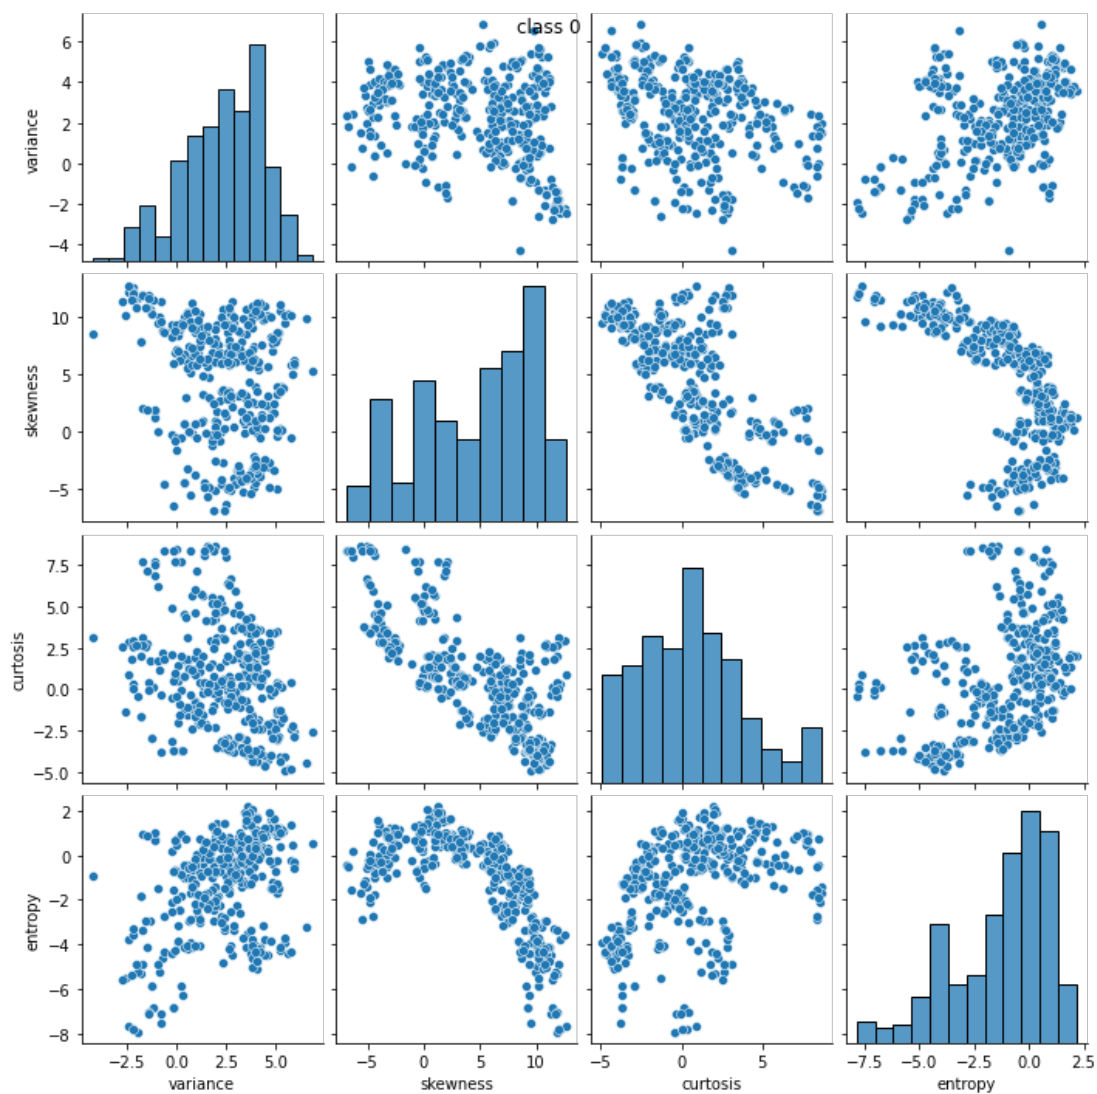 class 0
6
4
2
0
−2
−4
variance
10
5
0
−5
skewness
7.5
5.0
2.5
0.0
−2.5
−5.0
curtosis
2
0
−2
−4
−6
−8
entropy
−2.5 0.0 2.5 5.0
−5 0 5 10
−5 0 5
−7.5 −5.0 −2.5 0.0 2.5
variance skewness curtosis entropy